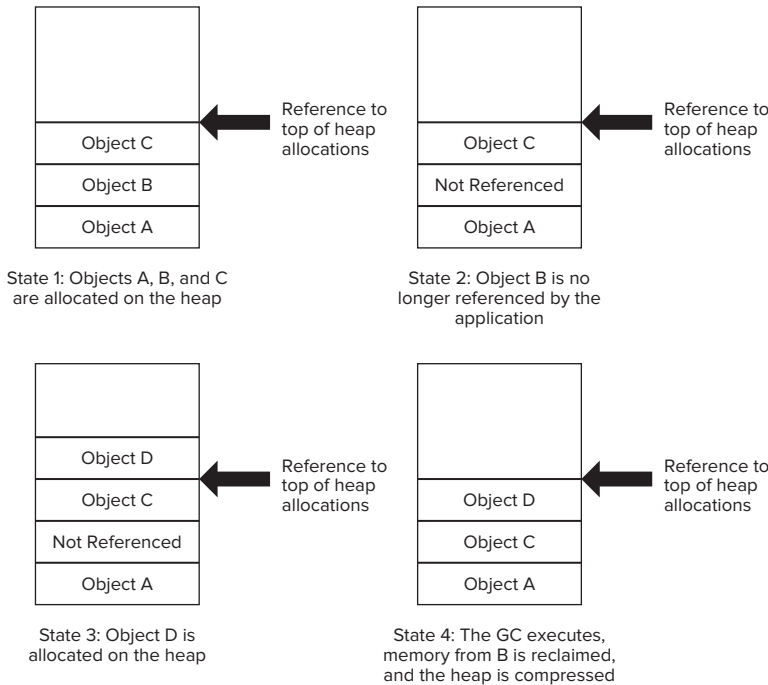 Object C
Object B
Object A
Reference to
top of heap
allocations
State 1: Objects A, B, and C
are allocated on the heap
Object C
Not Referenced
Object A
Reference to
top of heap
allocations
State 2: Object B is no
longer referenced by the
application
Object D
Object C
Not Referenced
Object A
Reference to
top of heap
allocations
State 3: Object D is
allocated on the heap
Object D
Object C
Object A
Reference to
top of heap
allocations
State 4: The GC executes,
memory from B is reclaimed,
and the heap is compressed